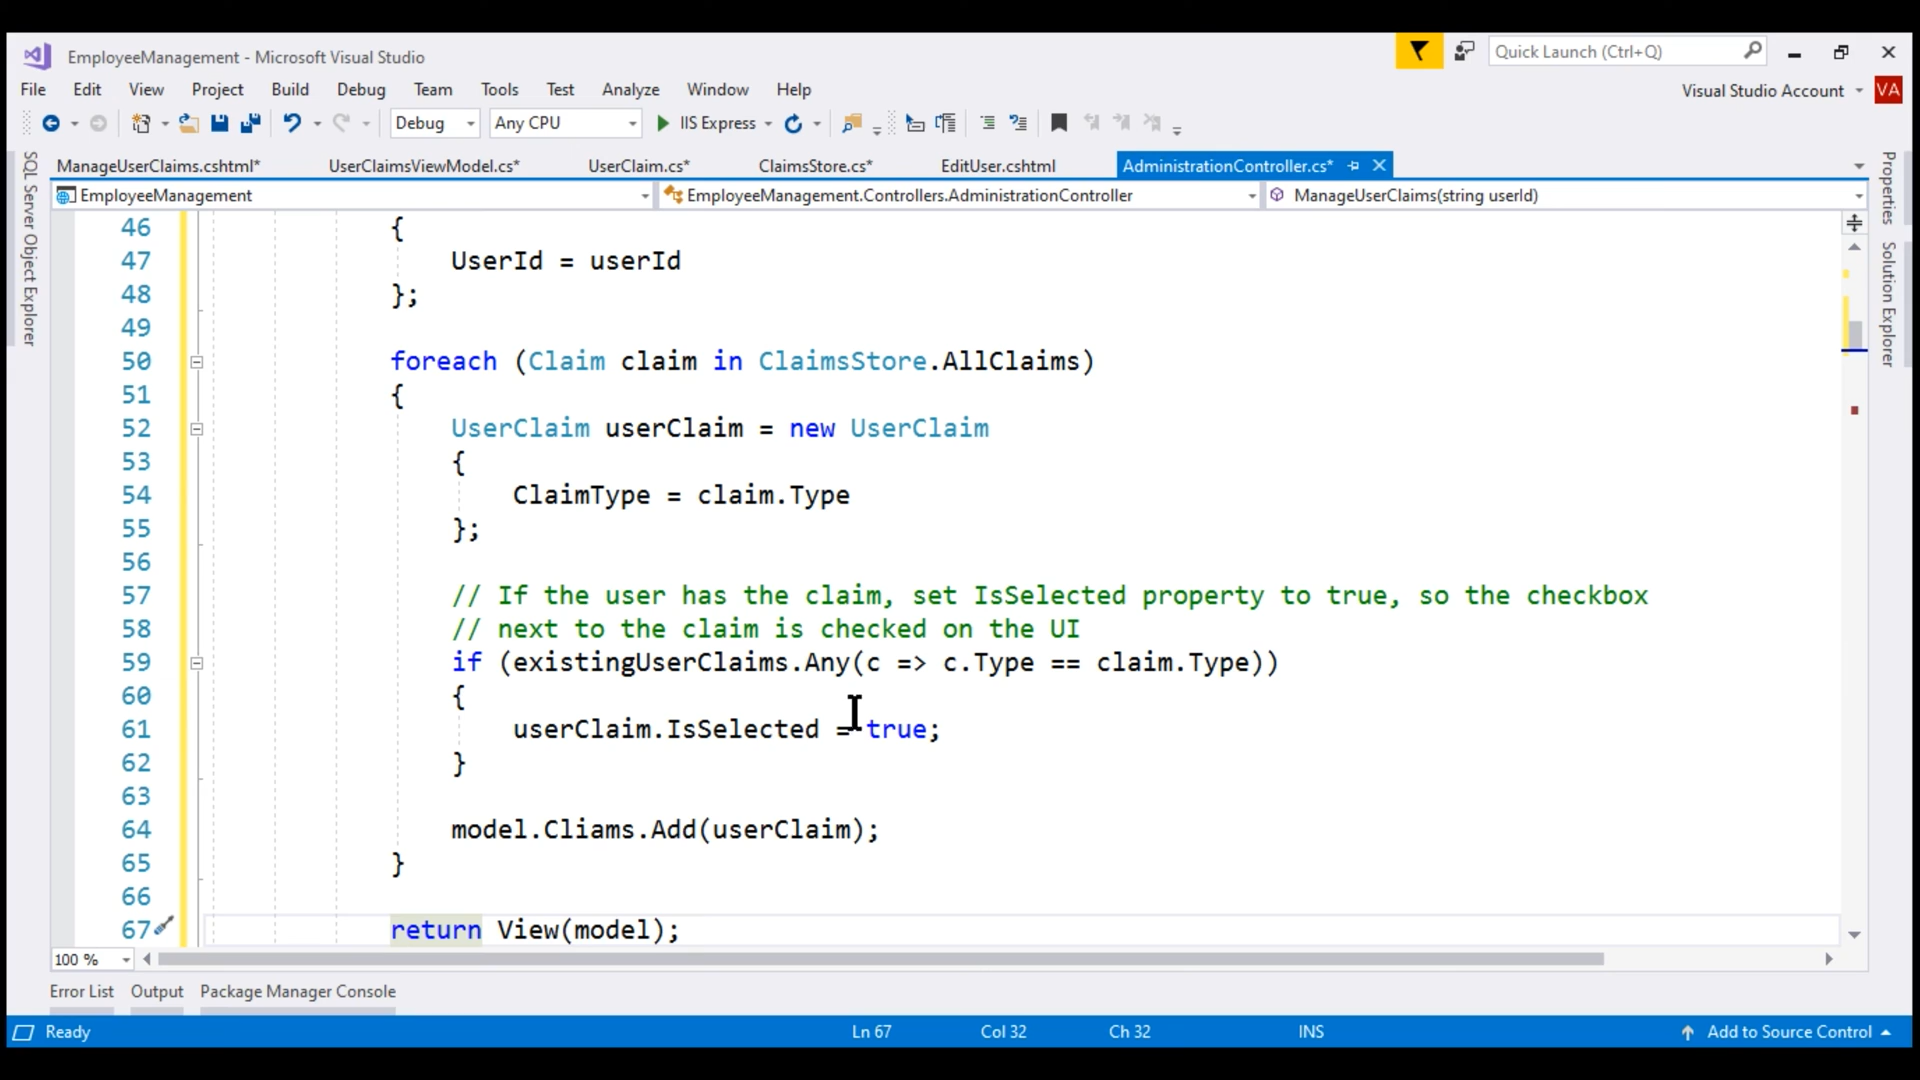 EmployeeManagement - Microsoft Visual Studio
Quick Launch (Ctrl+Q)
File Edit View Project Build Debug Team Tools Test Analyze Window Help
Visual Studio Account VA
Debug Any CPU IIS Express
ManageUserClaims.cshtml* UserClaimsViewModel.cs* UserClaim.cs* ClaimsStore.cs* EditUser.cshtml AdministrationController.cs*
EmployeeManagement EmployeeManagement.Controllers.AdministrationController ManageUserClaims(string userId)
SQL Server Object Explorer
Properties
Solution Explorer
46 {
47 UserId = userId
48 };
49
50 foreach (Claim claim in ClaimsStore.AllClaims)
51 {
52 UserClaim userClaim = new UserClaim
53 {
54 ClaimType = claim.Type
55 };
56
57 // If the user has the claim, set IsSelected property to true, so the checkbox
58 // next to the claim is checked on the UI
59 if (existingUserClaims.Any(c => c.Type == claim.Type))
60 {
61 userClaim.IsSelected = true;
62 }
63
64 model.Cliams.Add(userClaim);
65 }
66
67 return View(model);
100 %
Error List Output Package Manager Console
Ready Ln 67 Col 32 Ch 32 INS Add to Source Control